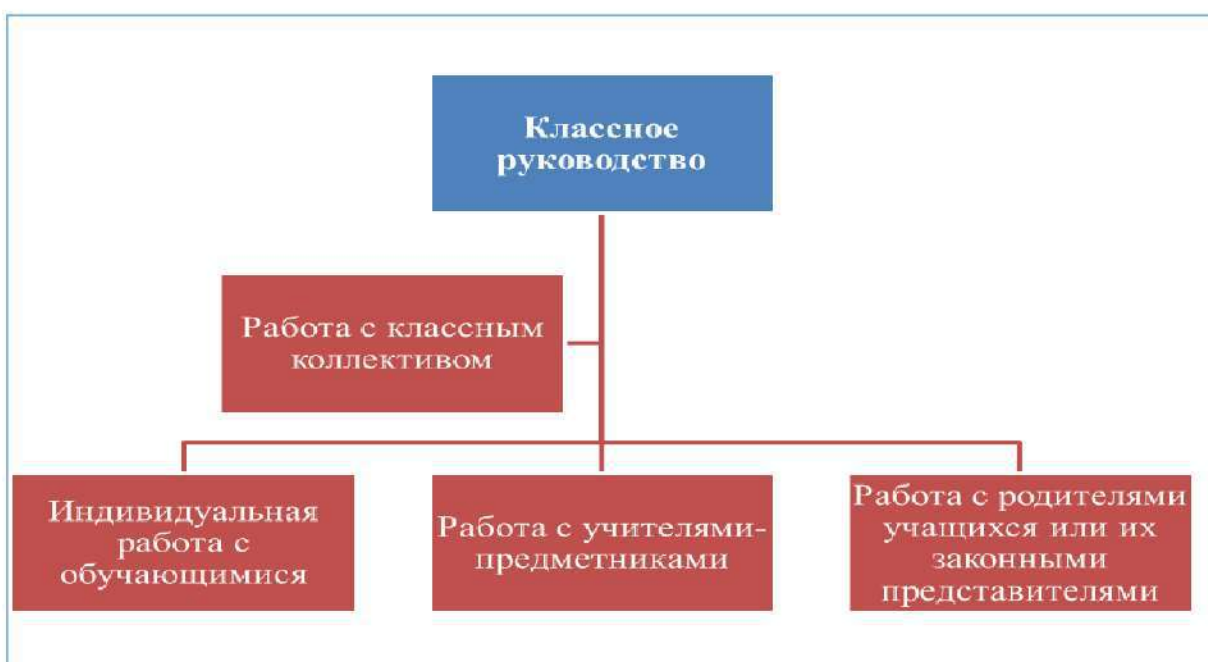 Классное
руководство
Работа с классным
коллективом
Индивидуальная
работа с
обучающимися
Работа с учителями-
предметниками
Работа с родителями
учащихся или их
законными
представителями